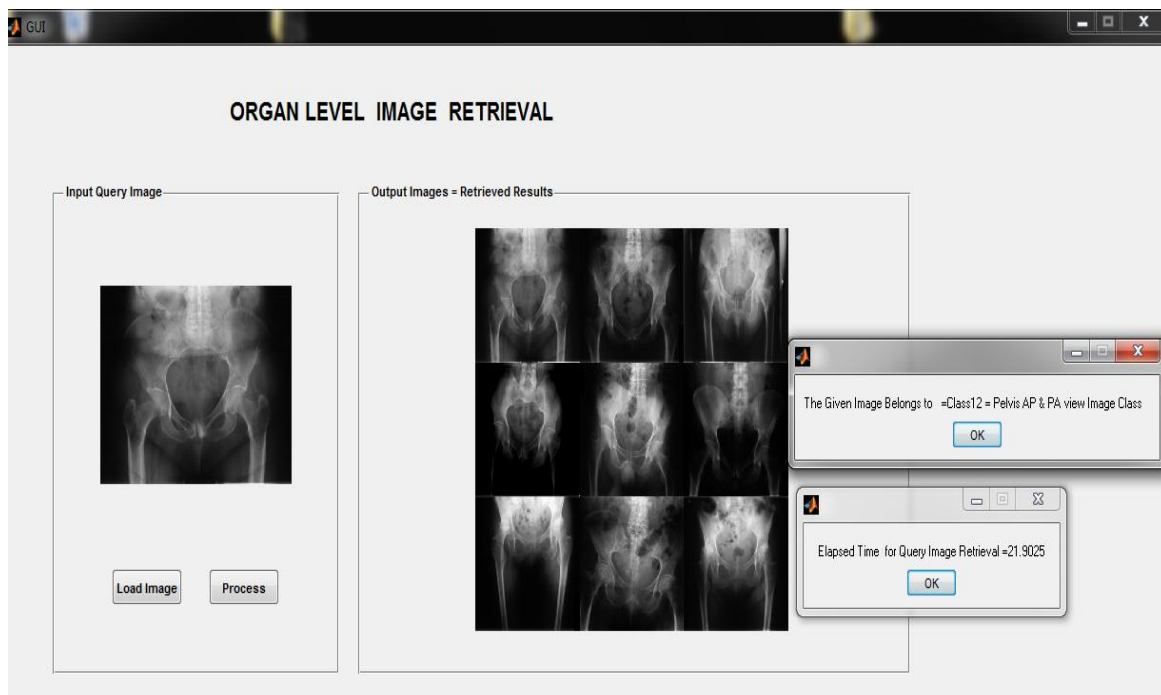 GUI
ORGAN LEVEL IMAGE RETRIEVAL
Input Query Image
Output Images = Retrieved Results
The Given Image Belongs to =Class12 = Pelvis AP & PA view Image Class
OK
Elapsed Time for Query Image Retrieval =21.9025
OK
Load Image
Process